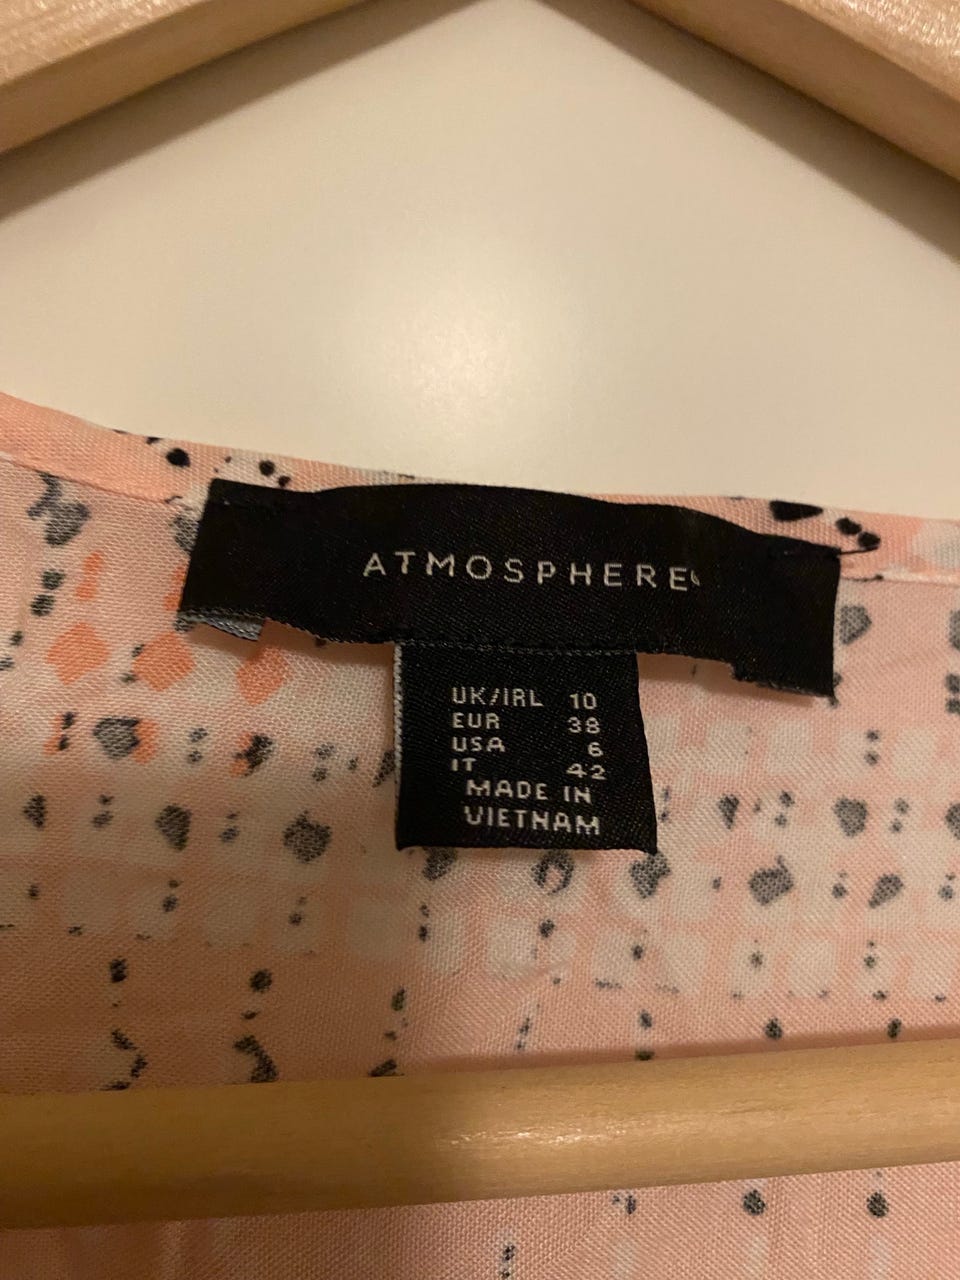 ATMOSPHERE
UK/IRL 10
EUR 38
USA 6
IT 42
MADE IN
VIETNAM